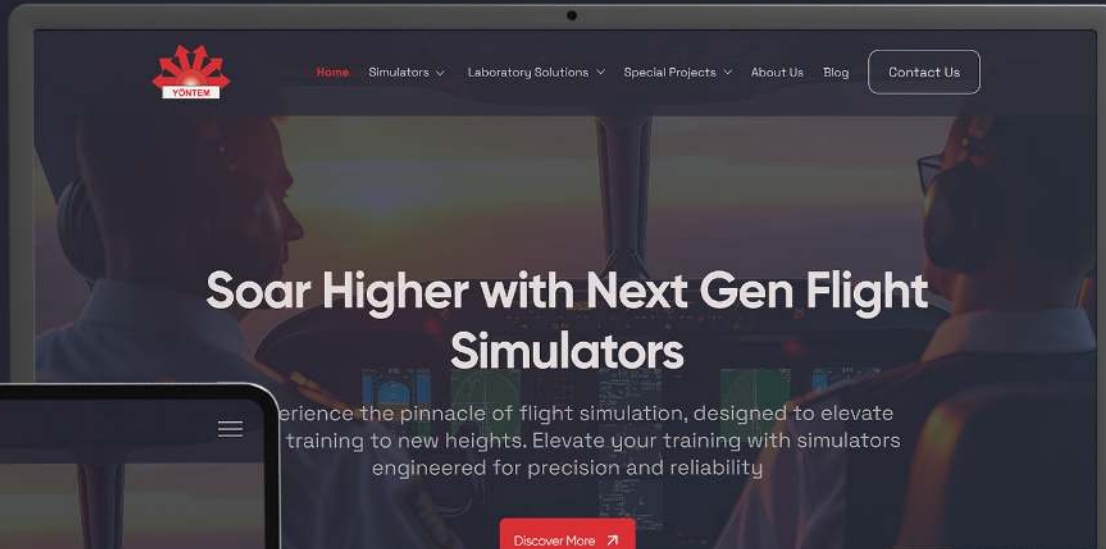 YÖNTEM
Home Simulators Laboratory Solutions Special Projects About Us Blog Contact Us
Soar Higher with Next Gen Flight
Simulators
erience the pinnacle of flight simulation, designed to elevate
training to new heights. Elevate your training with simulators
engineered for precision and reliability
Discover More